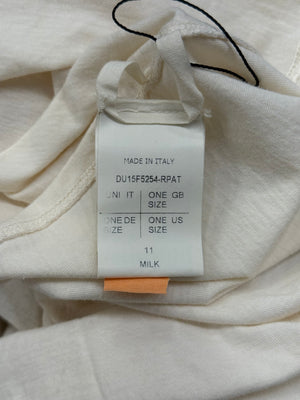 MADE IN ITALY
DU15F5254-RPAT
UNI IT ONE GB
SIZE
ONE DE ONE US
SIZE SIZE
11
MILK